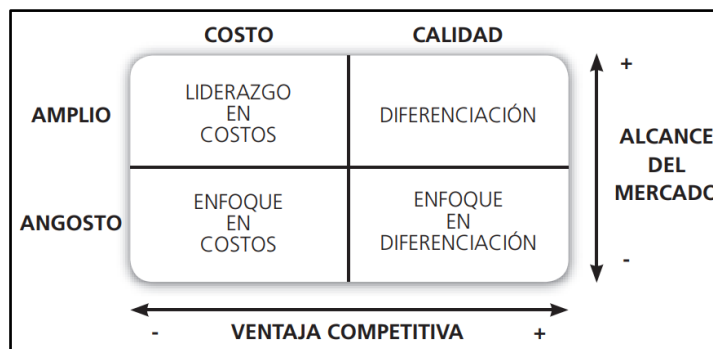 COSTO CALIDAD
+
AMPLIO
LIDERAZGO
EN
COSTOS
DIFERENCIACIÓN
ALCANCE
DEL
MERCADO
ANGOSTO
ENFOQUE
EN
COSTOS
ENFOQUE
EN
DIFERENCIACIÓN
-
- VENTAJA COMPETITIVA +